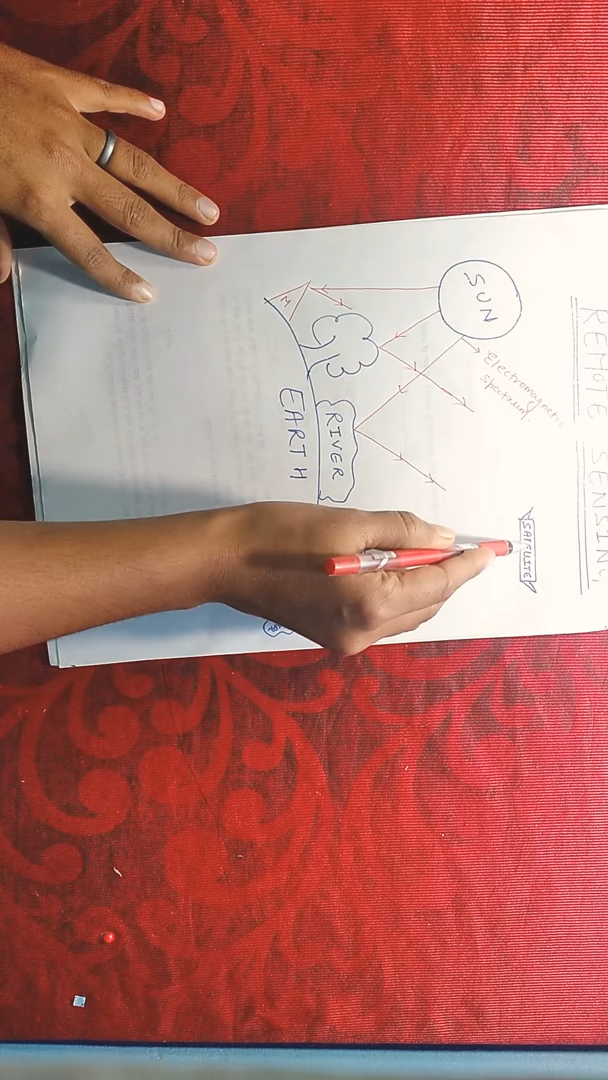 REMOTE SENSING
SUN
Electromagnetic
Spectrum.
SATELLITE
M
RIVER
EARTH